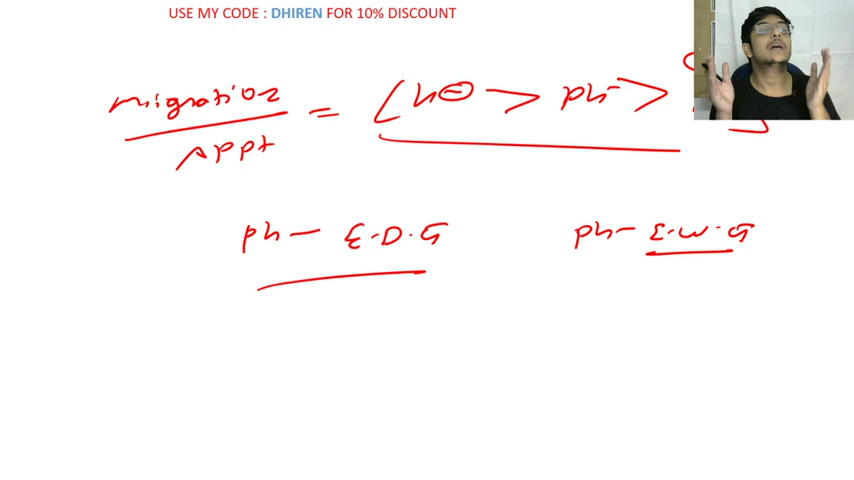 USE MY CODE : DHIREN FOR 10% DISCOUNT
migration = [H⊖ > ph⁻ >
Appt
ph— E.D.G ph— E.W.G